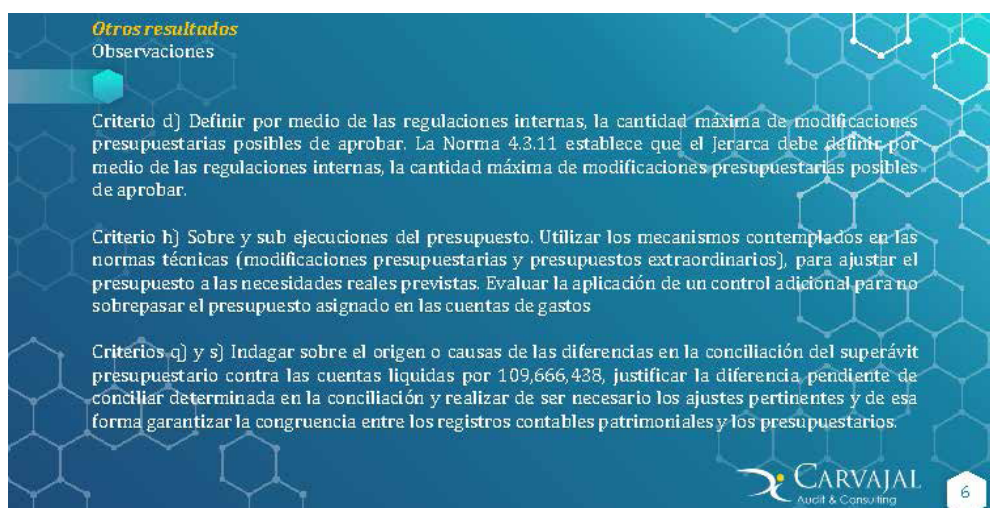 Otros resultados
Observaciones
Criterio d) Definir por medio de las regulaciones internas, la cantidad máxima de modificaciones
presupuestarias posibles de aprobar. La Norma 4.3.11 establece que el Jerarca debe definir por
medio de las regulaciones internas, la cantidad máxima de modificaciones presupuestarias posibles
de aprobar.
Criterio h) Sobre y sub ejecuciones del presupuesto. Utilizar los mecanismos contemplados en las
normas técnicas (modificaciones presupuestarias y presupuestos extraordinarios), para ajustar el
presupuesto a las necesidades reales previstas. Evaluar la aplicación de un control adicional para no
sobrepasar el presupuesto asignado en las cuentas de gastos
Criterios q) y s) Indagar sobre el origen o causas de las diferencias en la conciliación del superávit
presupuestario contra las cuentas liquidas por 109,666,438, justificar la diferencia pendiente de
conciliar determinada en la conciliación y realizar de ser necesario los ajustes pertinentes y de esa
forma garantizar la congruencia entre los registros contables patrimoniales y los presupuestarios.
CARVAJAL
Audit & Consulting
6